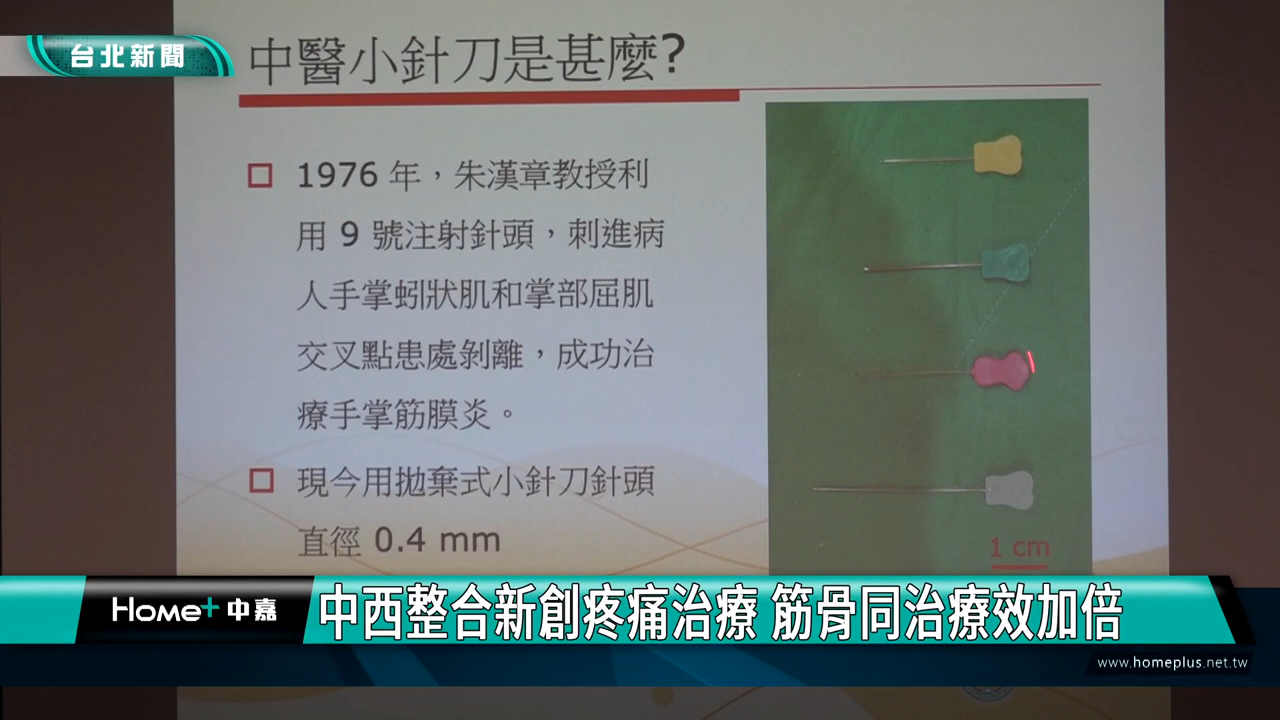 台北新聞
中醫小針刀是甚麼?
1976 年，朱漢章教授利
用 9 號注射針頭，刺進病
人手掌蚓狀肌和掌部屈肌
交叉點患處剝離，成功治
療手掌筋膜炎。
現今用拋棄式小針刀針頭
直徑 0.4 mm
1 cm
Home+ 中嘉
中西整合新創疼痛治療 筋骨同治療效加倍
www.homeplus.net.tw